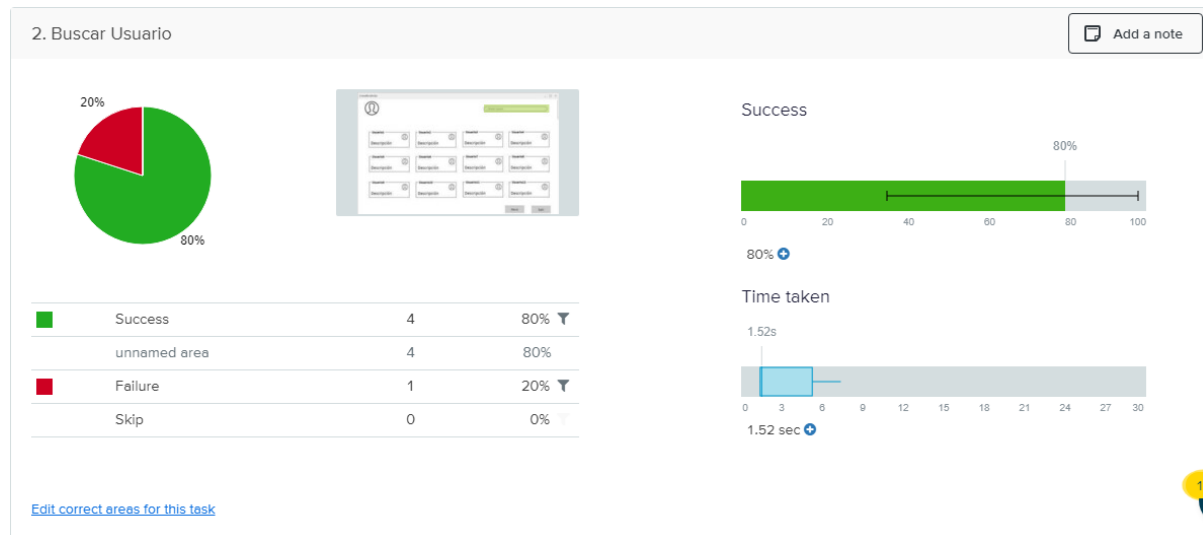 2. Buscar Usuario
Add a note
20%
80%
Success
80%
0 20 40 60 80 100
80%
Success 4 80%
unnamed area 4 80%
Failure 1 20%
Skip 0 0%
Time taken
1.52s
0 3 6 9 12 15 18 21 24 27 30
1.52 sec
Edit correct areas for this task
1